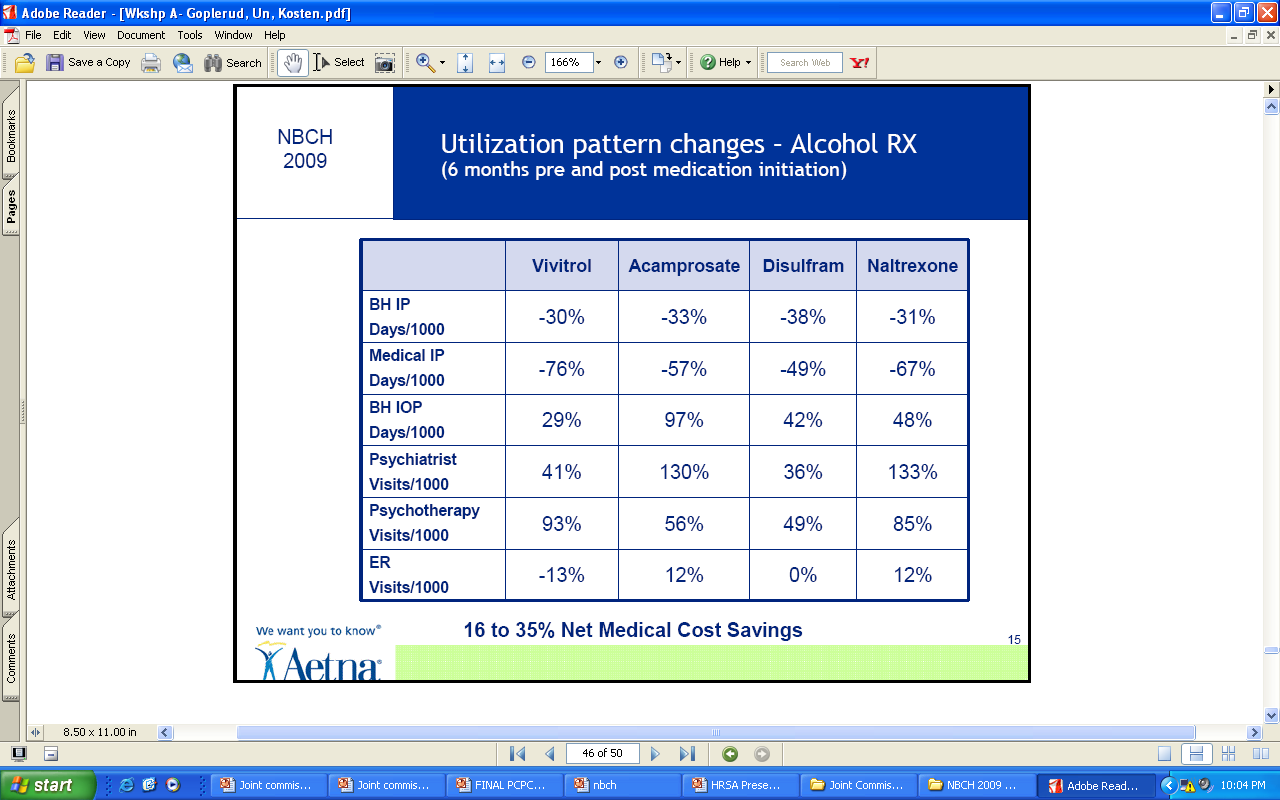 Adobe Reader - [Wkshp A- Goplerud, Un, Kosten.pdf]
File Edit View Document Tools Window Help
Save a Copy Search Select 166% Help Search Web Y!
Bookmarks
Pages
Attachments
Comments
NBCH
2009
Utilization pattern changes – Alcohol RX
(6 months pre and post medication initiation)
Vivitrol Acamprosate Disulfram Naltrexone
BH IP
Days/1000
-30% -33% -38% -31%
Medical IP
Days/1000
-76% -57% -49% -67%
BH IOP
Days/1000
29% 97% 42% 48%
Psychiatrist
Visits/1000
41% 130% 36% 133%
Psychotherapy
Visits/1000
93% 56% 49% 85%
ER
Visits/1000
-13% 12% 0% 12%
16 to 35% Net Medical Cost Savings
We want you to know®
Aetna®
15
8.50 x 11.00 in
46 of 50
start Joint commis... Joint commis... FINAL PCPC... nbch HRSA Prese... Joint Commis... NBCH 2009 ... Adobe Read... 10:04 PM